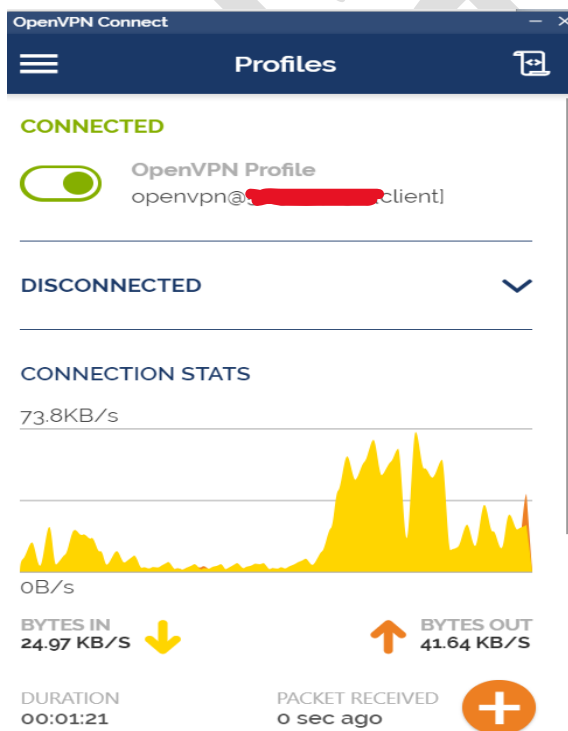 OpenVPN Connect
Profiles
CONNECTED
OpenVPN Profile
openvpn@ client]
DISCONNECTED
CONNECTION STATS
73.8KB/s
0B/s
BYTES IN
24.97 KB/S
BYTES OUT
41.64 KB/S
DURATION
00:01:21
PACKET RECEIVED
0 sec ago